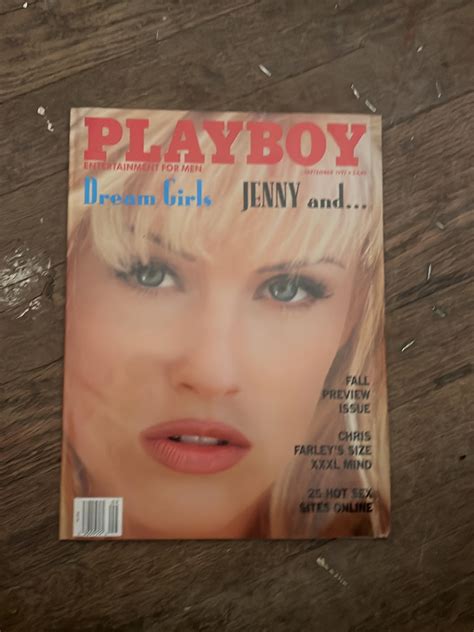 PLAYBOY
ENTERTAINMENT FOR MEN
SEPTEMBER
Dream Girls JENNY and...
FALL
PREVIEW
ISSUE
CHRIS
FARLEY'S SIZE
XXXL MIND
25 HOT SEX
SITES ONLINE